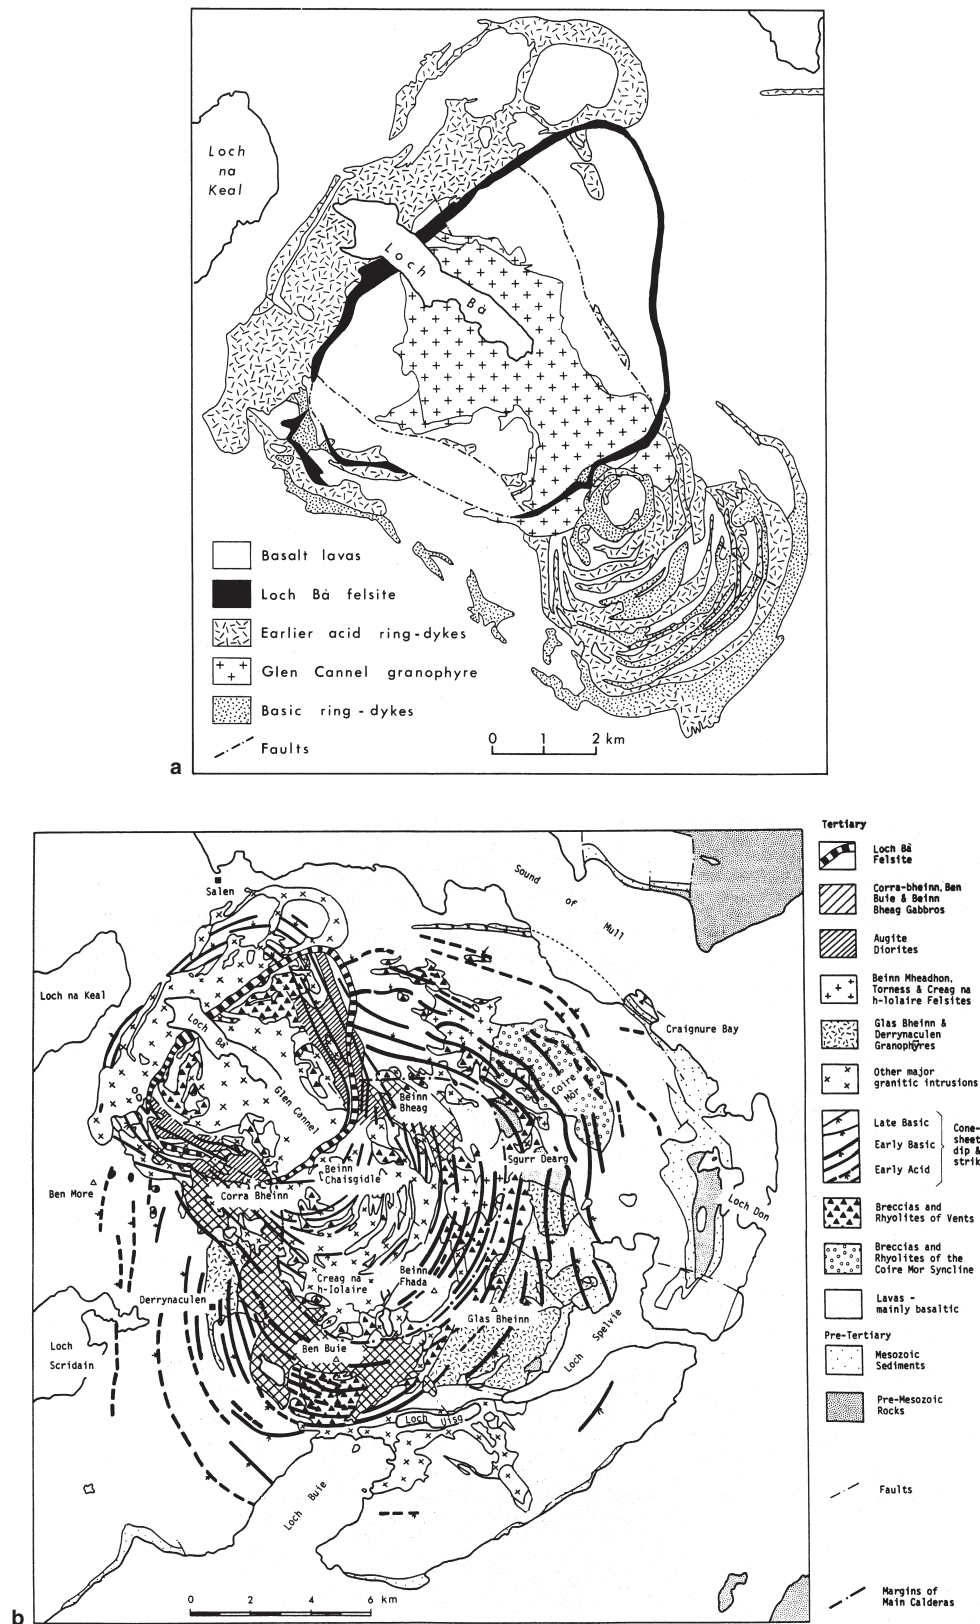 Loch
na
Keal
Loch
Bà
Basalt lavas
Loch Bà felsite
Earlier acid ring-dykes
Glen Cannel granophyre
Basic ring-dykes
Faults
0 1 2 km
a
Tertiary
Loch Bà
Felsite
Corra-bheinn, Ben
Buie & Beinn
Bheag Gabbros
Augite
Diorites
Beinn Mheadhon,
Torness & Creag na
h-Iolaire Felsites
Glas Bheinn &
Derrynaculen
Granophyres
Other major
granitic intrusions
Late Basic
Early Basic
Early Acid
Cone-
sheet
dip &
strik
Breccias and
Rhyolites of Vents
Breccias and
Rhyolites of the
Coire Mor Syncline
Lavas -
mainly basaltic
Pre-Tertiary
Mesozoic
Sediments
Pre-Mesozoic
Rocks
Faults
Margins of
Main Calderas
Salen
Sound
of
Mull
Loch na Keal
Loch
Bà
Craignure Bay
Glen Cannel
Beinn
Bheag
Coire
Mor
Sgurr Dearg
Ben More
Beinn
Chaisgidle
Corra Bheinn
Loch Don
Creag na
h-Iolaire
Beinn
Fhada
Derrynaculen
Glas Bheinn
Loch
Scridain
Ben Buie
Loch
Spelvie
Loch Uisg
Loch Buie
0 2 4 6 km
b